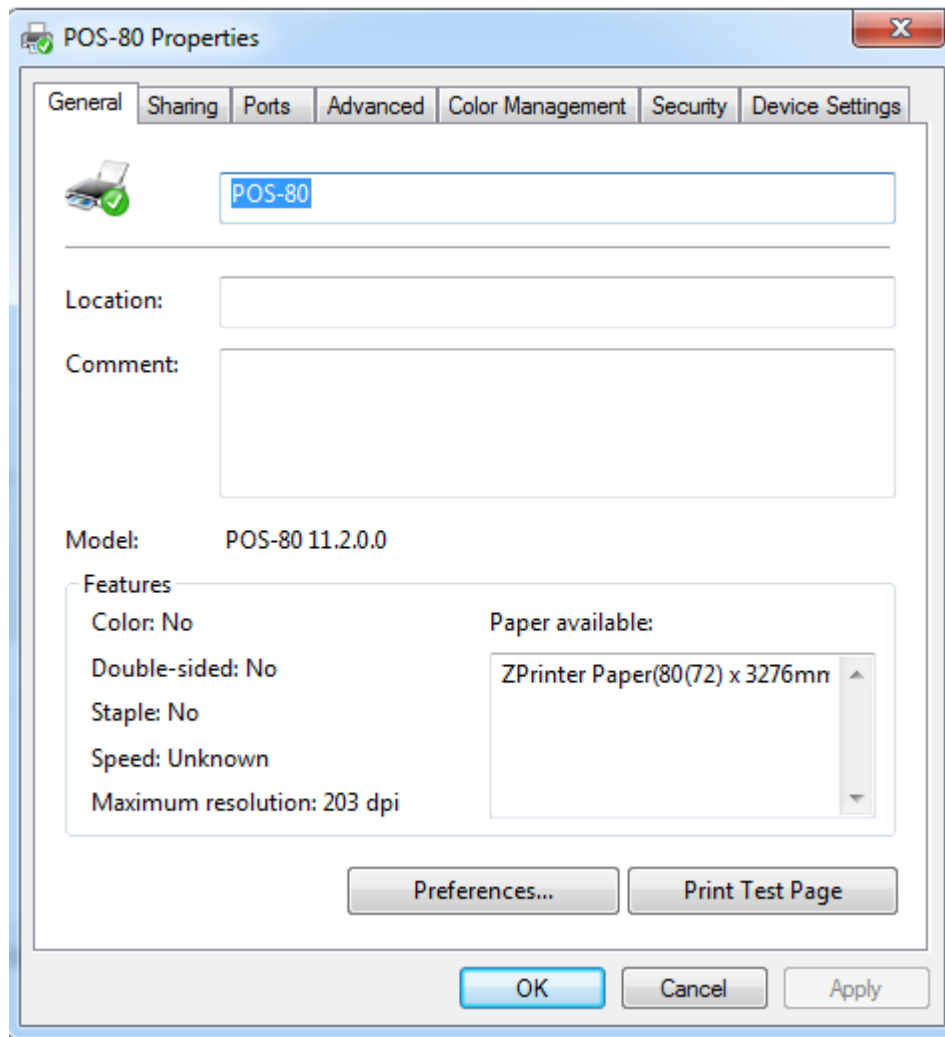 POS-80 Properties
General Sharing Ports Advanced Color Management Security Device Settings
POS-80
Location:
Comment:
Model: POS-80 11.2.0.0
Features
Color: No
Paper available:
Double-sided: No
ZPrinter Paper(80(72) x 3276mm
Staple: No
Speed: Unknown
Maximum resolution: 203 dpi
Preferences... Print Test Page
OK Cancel Apply